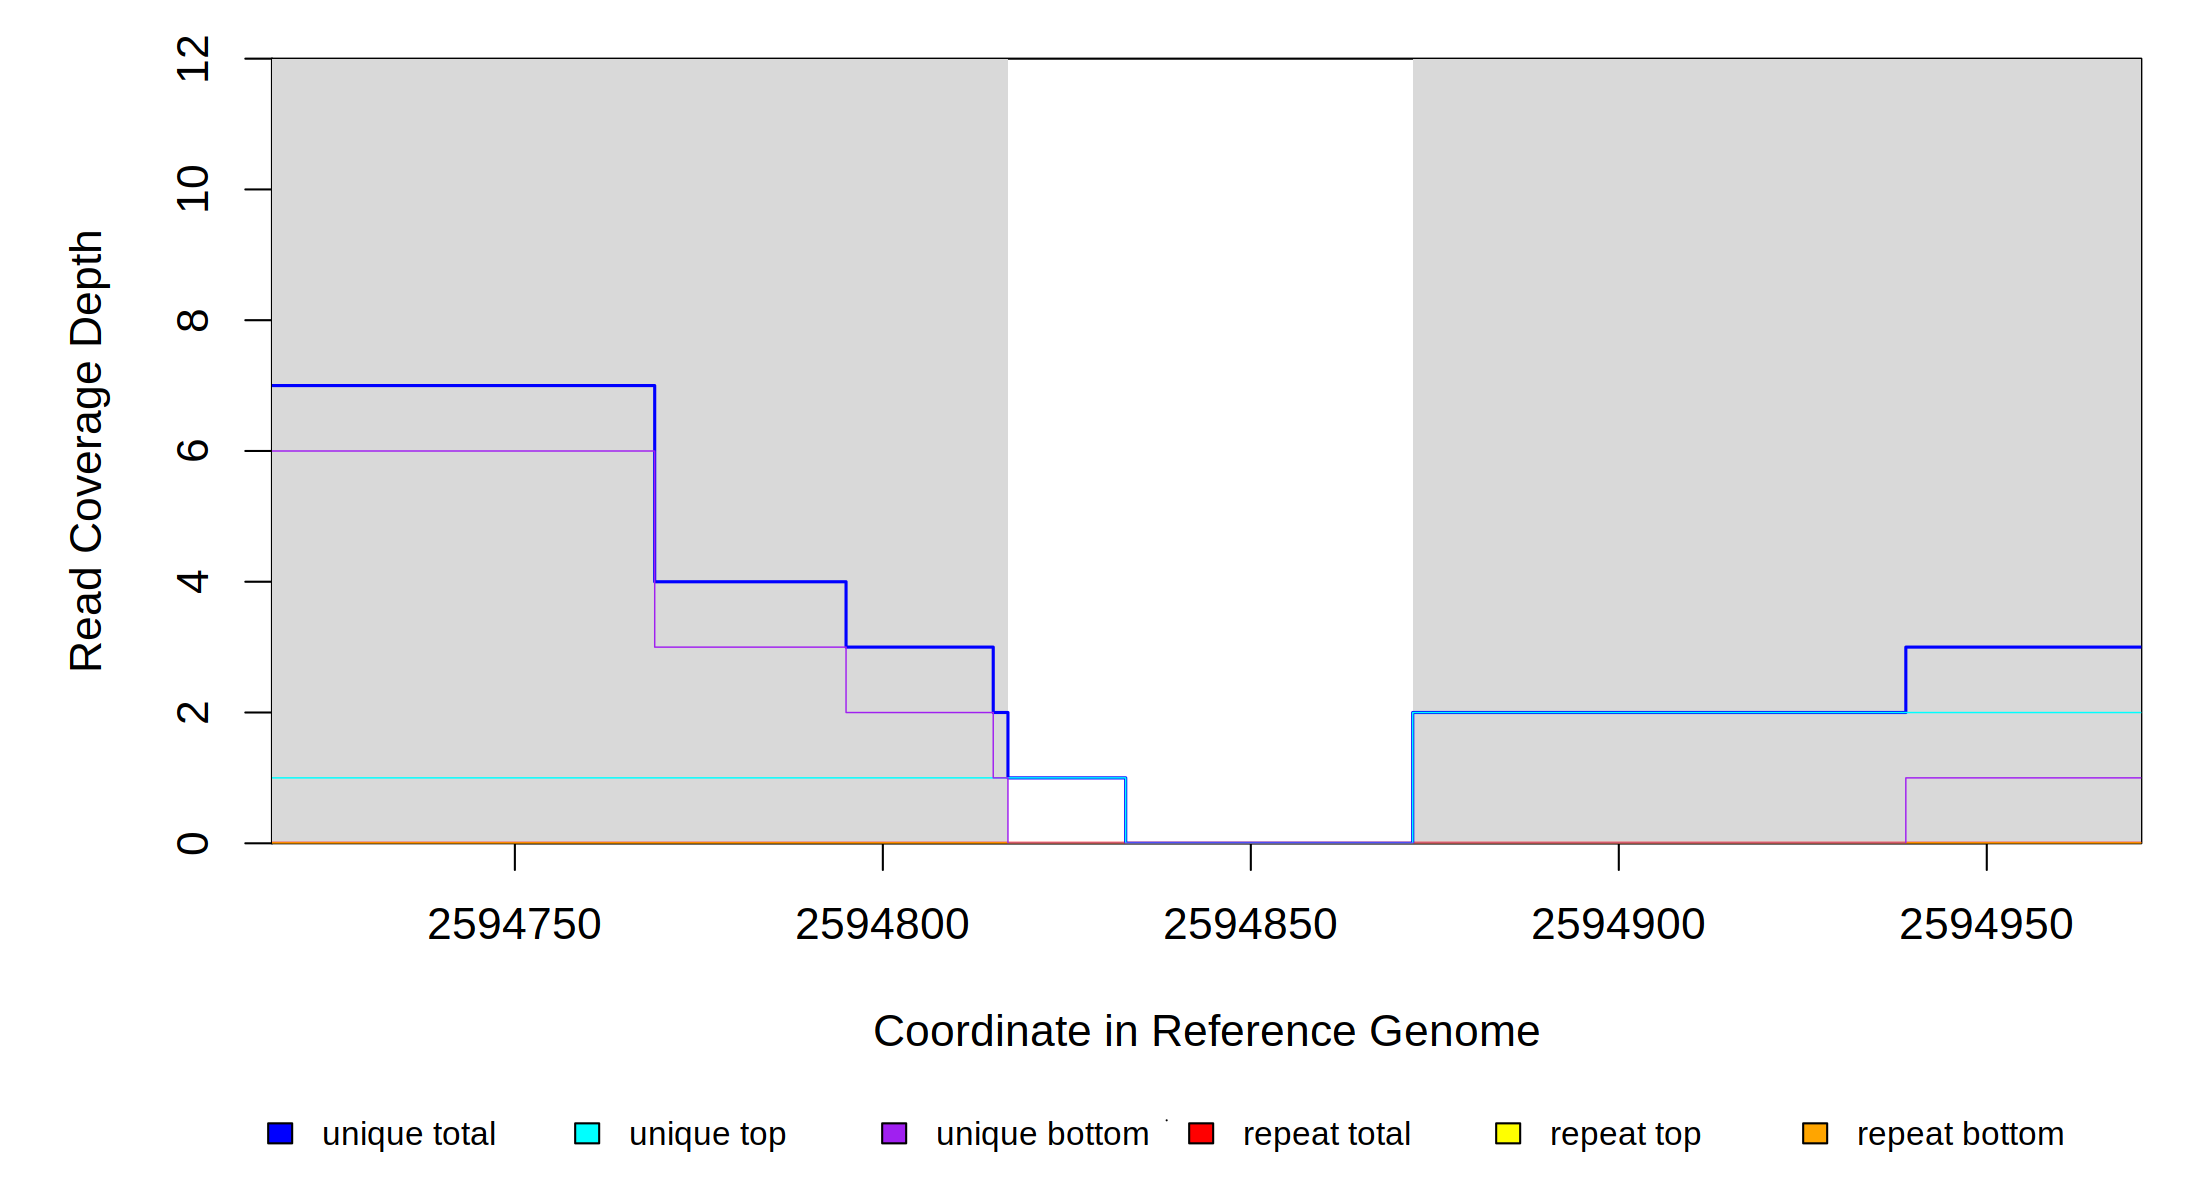 12
10
8
6
4
2
0
Read Coverage Depth
2594750 2594800 2594850 2594900 2594950
Coordinate in Reference Genome
unique total unique top unique bottom repeat total repeat top repeat bottom